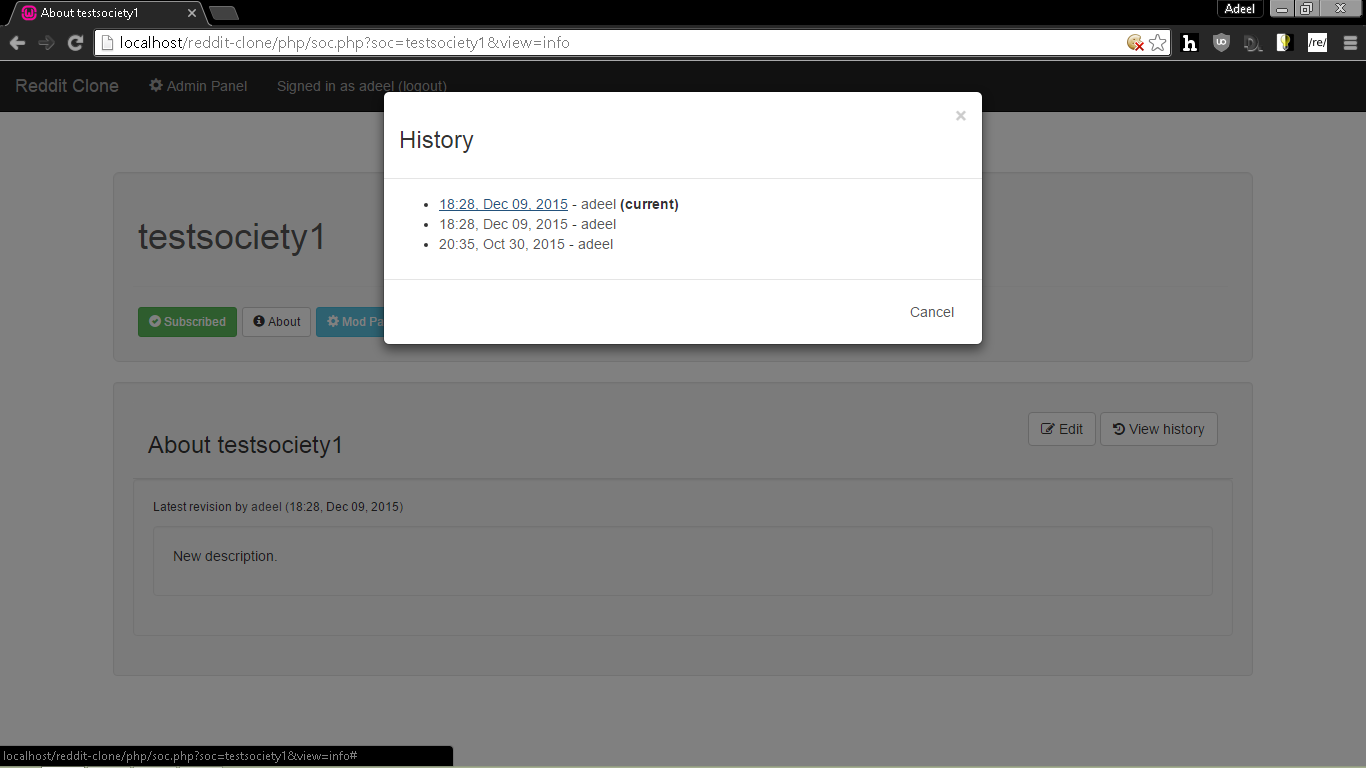 About testsociety1
Adeel
localhost/reddit-clone/php/soc.php?soc=testsociety1&view=info
h
UO
/re/
Reddit Clone
Admin Panel
Signed in as adeel (logout)
×
History
18:28, Dec 09, 2015 - adeel (current)
18:28, Dec 09, 2015 - adeel
20:35, Oct 30, 2015 - adeel
Cancel
testsociety1
Subscribed
About
Mod Pa
Edit
View history
About testsociety1
Latest revision by adeel (18:28, Dec 09, 2015)
New description.
localhost/reddit-clone/php/soc.php?soc=testsociety1&view=info#